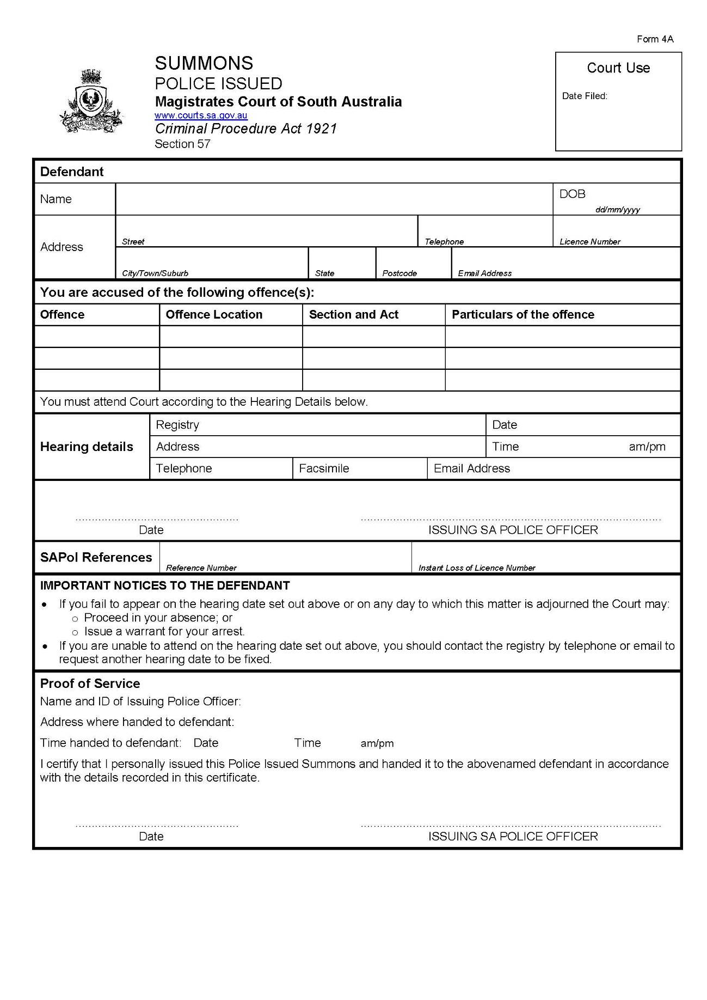 Form 4A
SUMMONS
POLICE ISSUED
Magistrates Court of South Australia
www.courts.sa.gov.au
Criminal Procedure Act 1921
Section 57
Court Use
Date Filed:
Defendant
Name
DOB
dd/mm/yyyy
Address
Street
Telephone
Licence Number
City/Town/Suburb
State
Postcode
Email Address
You are accused of the following offence(s):
Offence
Offence Location
Section and Act
Particulars of the offence
You must attend Court according to the Hearing Details below.
Hearing details
Registry
Date
Address
Time am/pm
Telephone
Facsimile
Email Address
Date
ISSUING SA POLICE OFFICER
SAPol References
Reference Number
Instant Loss of Licence Number
IMPORTANT NOTICES TO THE DEFENDANT
• If you fail to appear on the hearing date set out above or on any day to which this matter is adjourned the Court may:
o Proceed in your absence; or
o Issue a warrant for your arrest.
• If you are unable to attend on the hearing date set out above, you should contact the registry by telephone or email to
request another hearing date to be fixed.
Proof of Service
Name and ID of Issuing Police Officer:
Address where handed to defendant:
Time handed to defendant: Date Time am/pm
I certify that I personally issued this Police Issued Summons and handed it to the abovenamed defendant in accordance
with the details recorded in this certificate.
Date
ISSUING SA POLICE OFFICER